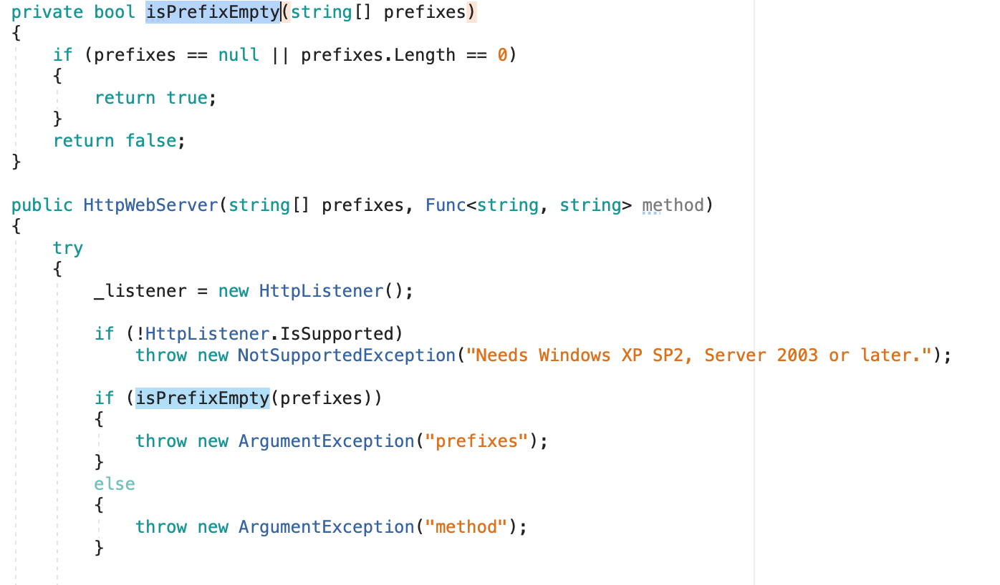 private bool isPrefixEmpty(string[] prefixes)
{
    if (prefixes == null || prefixes.Length == 0)
    {
        return true;
    }
    return false;
}

public HttpWebServer(string[] prefixes, Func<string, string> method)
{
    try
    {
        _listener = new HttpListener();

        if (!HttpListener.IsSupported)
            throw new NotSupportedException("Needs Windows XP SP2, Server 2003 or later.");

        if (isPrefixEmpty(prefixes))
        {
            throw new ArgumentException("prefixes");
        }
        else
        {
            throw new ArgumentException("method");
        }